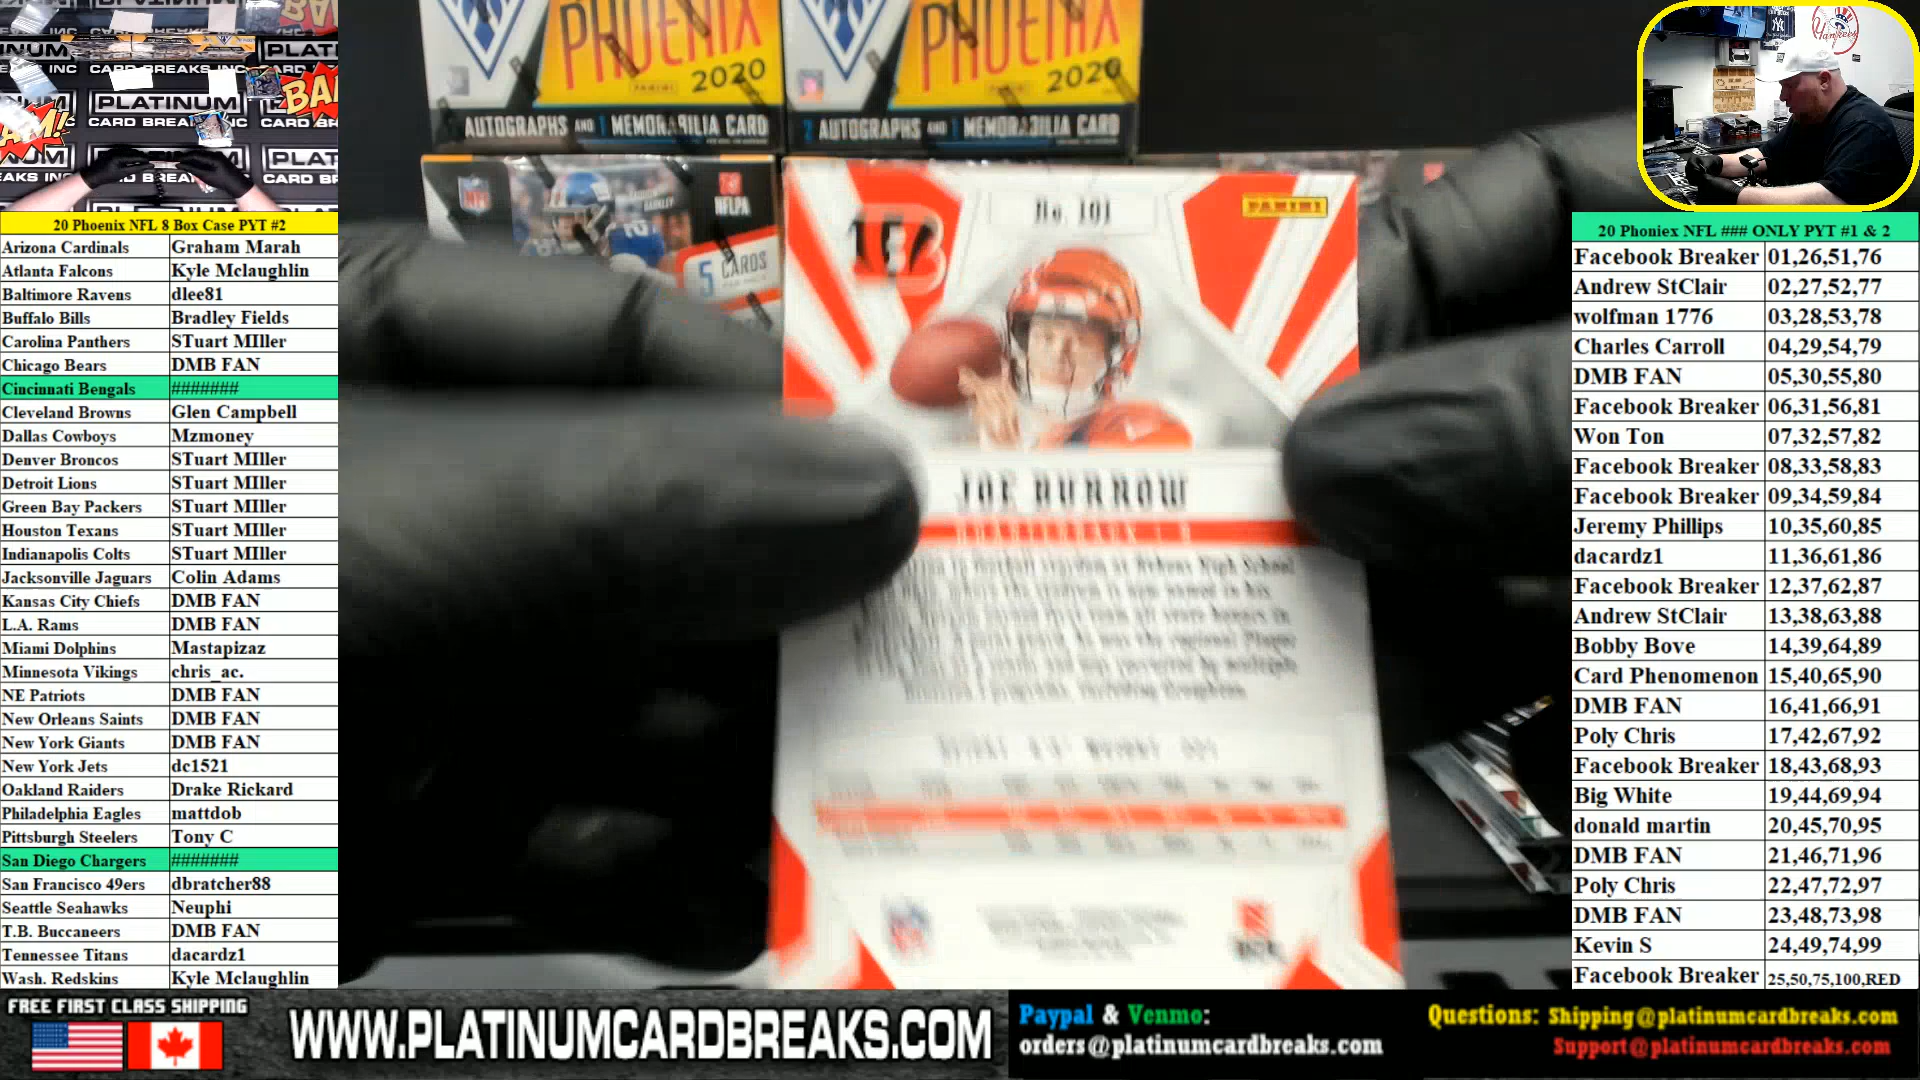 PHOENIX
2020
PANINI
AUTOGRAPHS AND 1 MEMORABILIA CARD
PHOENIX
2020
PANINI
2 AUTOGRAPHS AND 1 MEMORABILIA CARD
PLATINUM
CARD BREAKS INC
20 Phoenix NFL 8 Box Case PYT #2
Arizona Cardinals Graham Marah
Atlanta Falcons Kyle Mclaughlin
Baltimore Ravens dlee81
Buffalo Bills Bradley Fields
Carolina Panthers STuart MIller
Chicago Bears DMB FAN
Cincinnati Bengals #######
Cleveland Browns Glen Campbell
Dallas Cowboys Mzmoney
Denver Broncos STuart MIller
Detroit Lions STuart MIller
Green Bay Packers STuart MIller
Houston Texans STuart MIller
Indianapolis Colts STuart MIller
Jacksonville Jaguars Colin Adams
Kansas City Chiefs DMB FAN
L.A. Rams DMB FAN
Miami Dolphins Mastapizaz
Minnesota Vikings chris_ac.
NE Patriots DMB FAN
New Orleans Saints DMB FAN
New York Giants DMB FAN
New York Jets dc1521
Oakland Raiders Drake Rickard
Philadelphia Eagles mattdob
Pittsburgh Steelers Tony C
San Diego Chargers #######
San Francisco 49ers dbratcher88
Seattle Seahawks Neuphi
T.B. Buccaneers DMB FAN
Tennessee Titans dacardz1
Wash. Redskins Kyle Mclaughlin
NFL
NFLPA
5 CARDS
No. 101
PANINI
JOE BURROW
Yankees
20 Phoniex NFL ### ONLY PYT #1 & 2
Facebook Breaker 01,26,51,76
Andrew StClair 02,27,52,77
wolfman 1776 03,28,53,78
Charles Carroll 04,29,54,79
DMB FAN 05,30,55,80
Facebook Breaker 06,31,56,81
Won Ton 07,32,57,82
Facebook Breaker 08,33,58,83
Facebook Breaker 09,34,59,84
Jeremy Phillips 10,35,60,85
dacardz1 11,36,61,86
Facebook Breaker 12,37,62,87
Andrew StClair 13,38,63,88
Bobby Bove 14,39,64,89
Card Phenomenon 15,40,65,90
DMB FAN 16,41,66,91
Poly Chris 17,42,67,92
Facebook Breaker 18,43,68,93
Big White 19,44,69,94
donald martin 20,45,70,95
DMB FAN 21,46,71,96
Poly Chris 22,47,72,97
DMB FAN 23,48,73,98
Kevin S 24,49,74,99
Facebook Breaker 25,50,75,100,RED
FREE FIRST CLASS SHIPPING
WWW.PLATINUMCARDBREAKS.COM
Paypal & Venmo:
orders@platinumcardbreaks.com
Questions: Shipping@platinumcardbreaks.com
Support@platinumcardbreaks.com